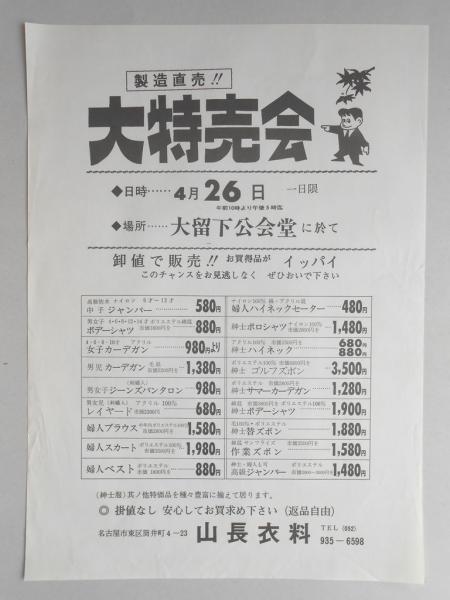 製造直売!!
大特売会
◆日時……4月26日 一日限
午前10時より午後5時迄
◆場所……大留下公会堂に於て
卸値で販売!! お買得品が イッパイ
このチャンスをお見逃しなく ぜひおいで下さい
中子ジャンパー 580円
ボデーシャツ 880円
女子カーデガン 980円より
男児カーデガン 1,380円
男女子ジーンズパンタロン 980円
レイヤード 680円
婦人ブラウス 1,580円
婦人スカート 1,980円
婦人ベスト 880円
婦人ハイネックセーター 480円
紳士ポロシャツ 1,480円
紳士ハイネック 680円 880円
紳士ゴルフズボン 3,500円
紳士サマーカーデガン 1,280円
紳士ボデーシャツ 1,900円
紳士替ズボン 1,880円
作業ズボン 1,580円
高級ジャンパー 1,480円
(紳士服)其ノ他特価品を種々豊富に揃えて居ります。
◎ 掛値なし 安心してお買求め下さい (返品自由)
名古屋市東区筒井町4−23 山長衣料 TEL (052) 935−6598